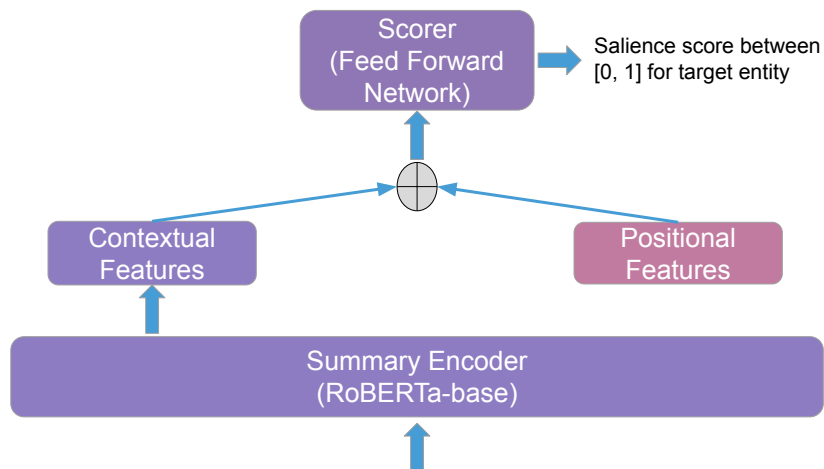 Scorer
(Feed Forward
Network)
Salience score between
[0, 1] for target entity
Contextual
Features
Positional
Features
Summary Encoder
(RoBERTa-base)